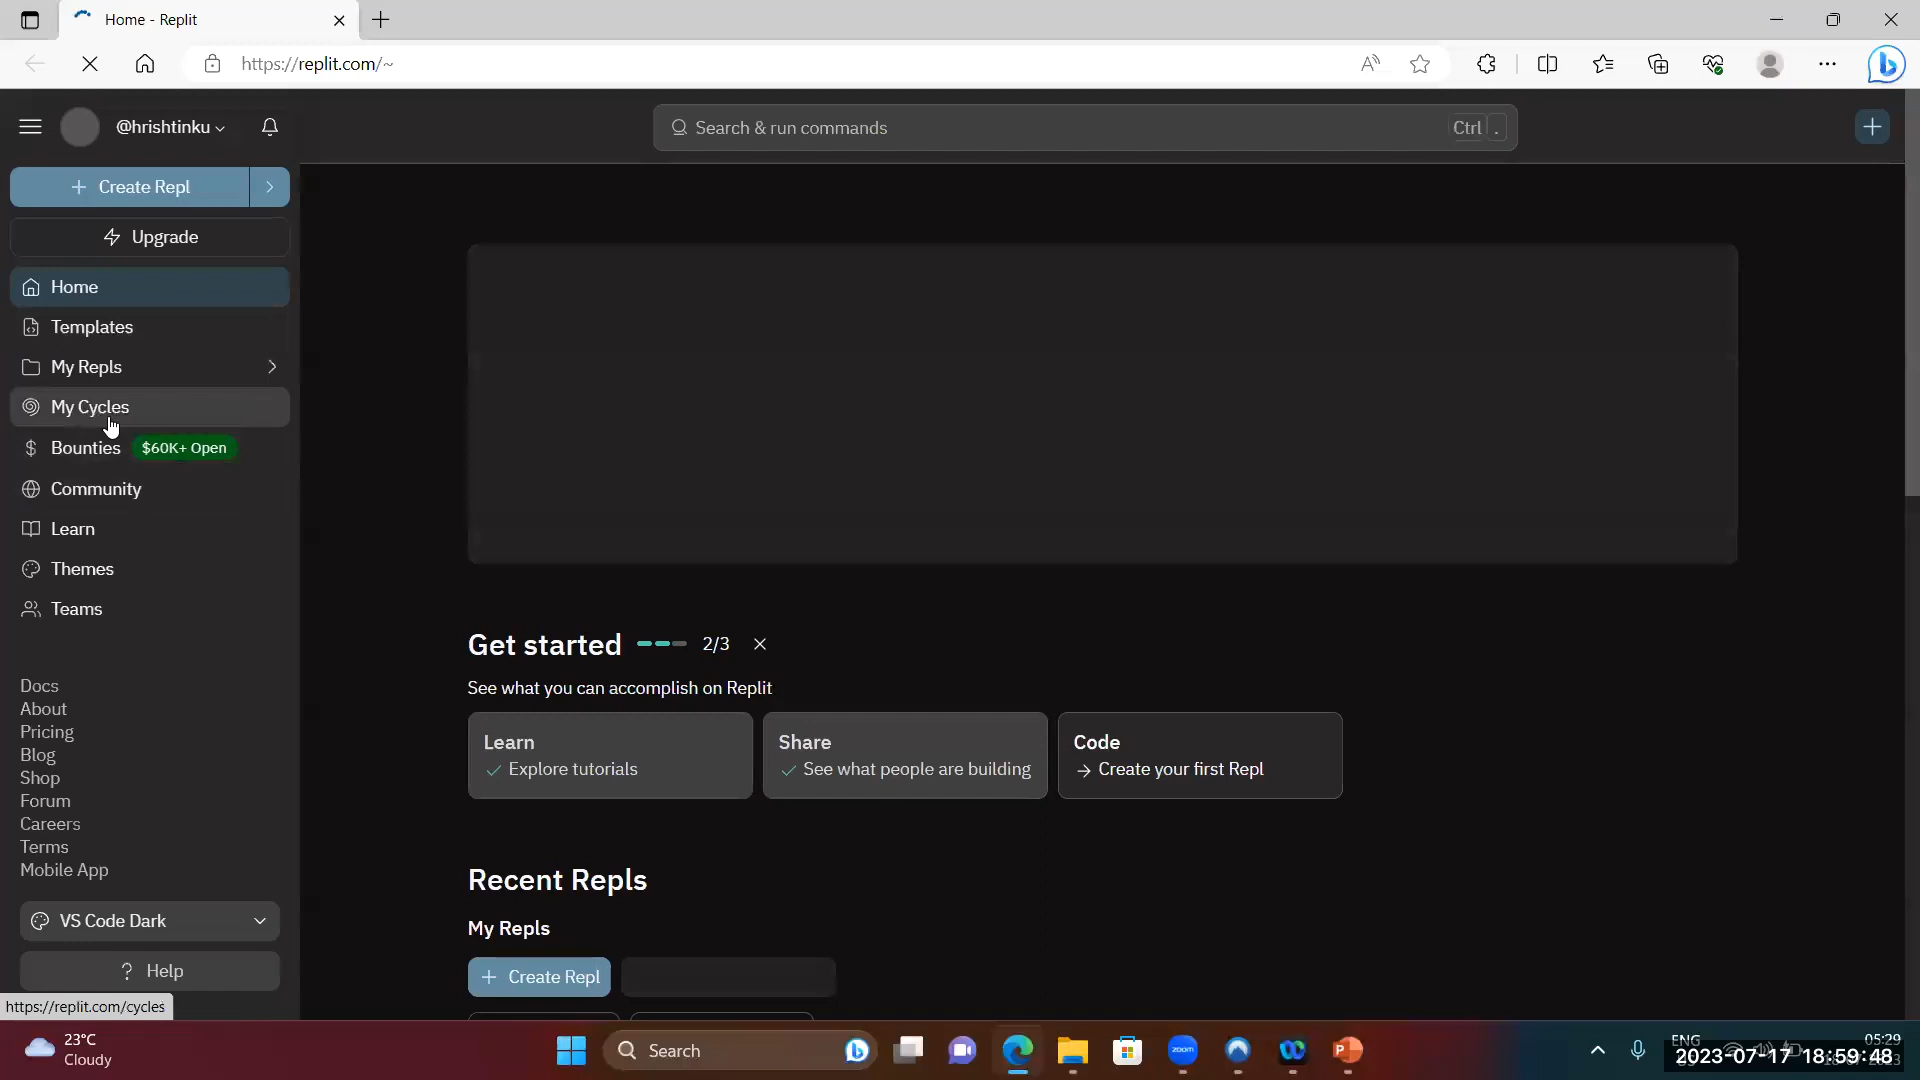 Home - Replit
https://replit.com/~
@hrishtinku
Search & run commands
Ctrl .
Create Repl
Upgrade
Home
Templates
My Repls
My Cycles
Bounties $60K+ Open
Community
Learn
Themes
Teams
Get started 2/3
See what you can accomplish on Replit
Learn
Explore tutorials
Share
See what people are building
Code
Create your first Repl
Docs
About
Pricing
Blog
Shop
Forum
Careers
Terms
Mobile App
Recent Repls
My Repls
Create Repl
VS Code Dark
? Help
https://replit.com/cycles
23°C
Cloudy
Search
zoom
ENG
05:29
2023-07-17 18:59:48